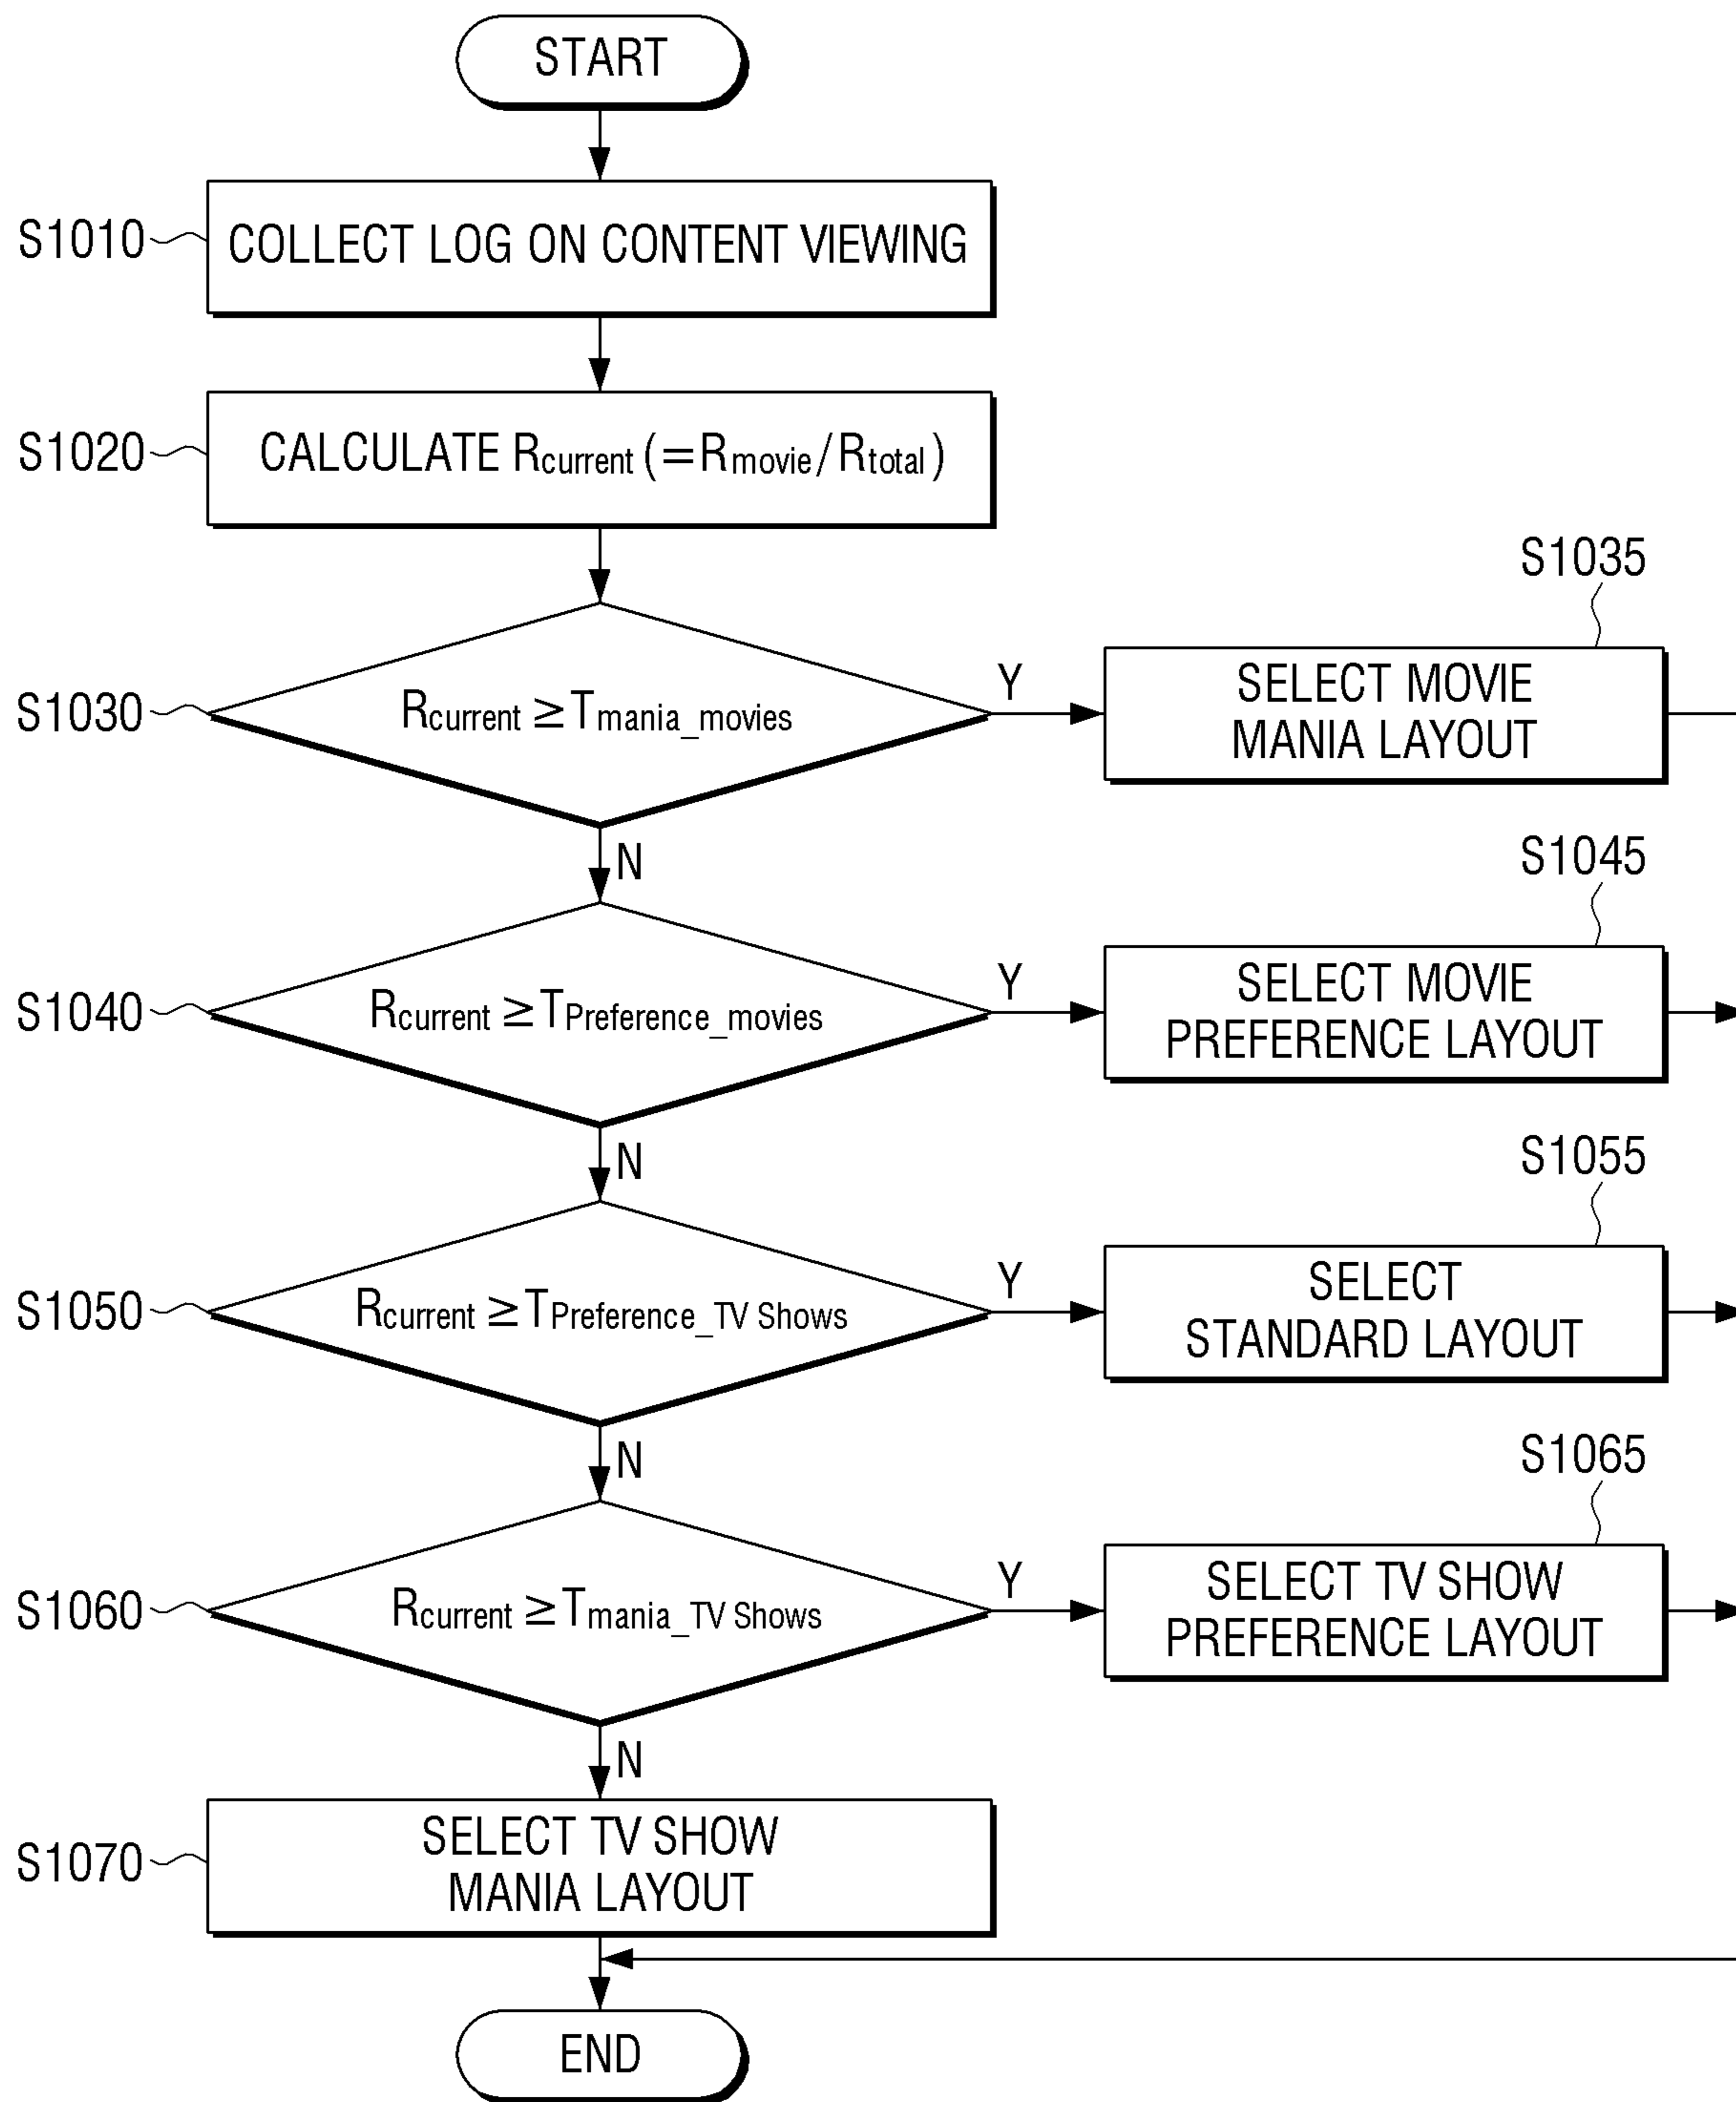 START
S1010
COLLECT LOG ON CONTENT VIEWING
S1020
CALCULATE Rcurrent (=Rmovie/Rtotal)
S1030
Rcurrent ≥Tmania_movies
Y
S1035
SELECT MOVIE
MANIA LAYOUT
N
S1040
Rcurrent ≥TPreference_movies
Y
S1045
SELECT MOVIE
PREFERENCE LAYOUT
N
S1050
Rcurrent ≥TPreference_TV Shows
Y
S1055
SELECT
STANDARD LAYOUT
N
S1060
Rcurrent ≥Tmania_TV Shows
Y
S1065
SELECT TV SHOW
PREFERENCE LAYOUT
N
S1070
SELECT TV SHOW
MANIA LAYOUT
END